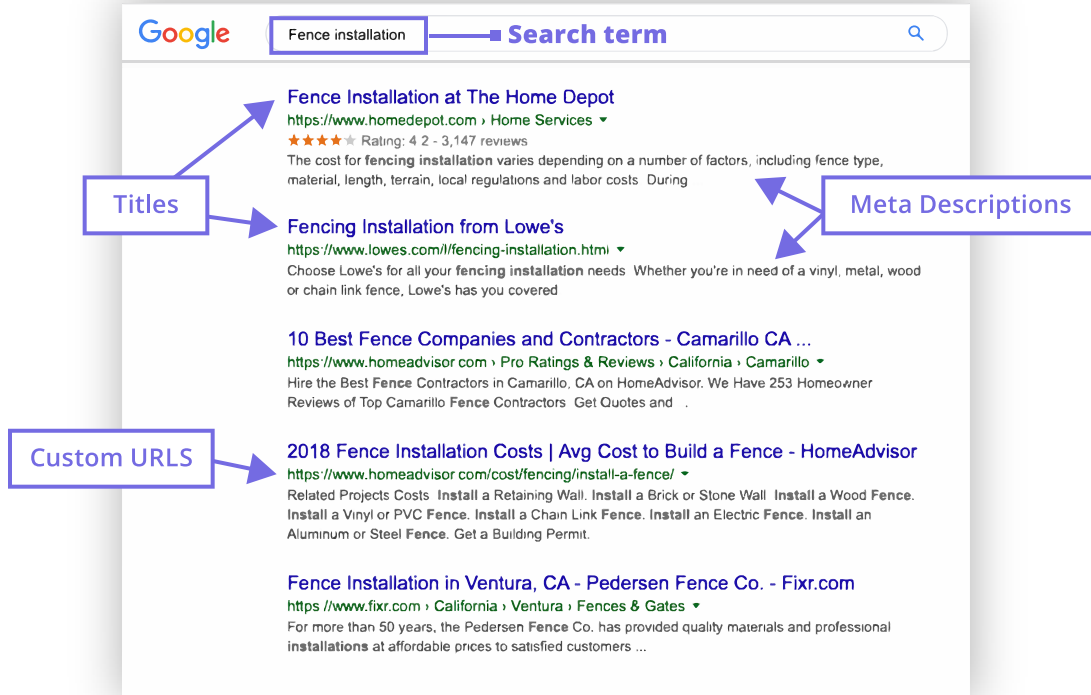 Google
Fence installation
Search term
Fence Installation at The Home Depot
https://www.homedepot.com › Home Services
Rating: 4 2 - 3,147 reviews
The cost for fencing installation varies depending on a number of factors, including fence type,
material, length, terrain, local regulations and labor costs During
Titles
Meta Descriptions
Fencing Installation from Lowe's
https://www.lowes.com/l/fencing-installation.html
Choose Lowe's for all your fencing installation needs Whether you're in need of a vinyl, metal, wood
or chain link fence, Lowe's has you covered
10 Best Fence Companies and Contractors - Camarillo CA ...
https://www.homeadvisor com › Pro Ratings & Reviews › California › Camarillo
Hire the Best Fence Contractors in Camarillo, CA on HomeAdvisor. We Have 253 Homeowner
Reviews of Top Camarillo Fence Contractors Get Quotes and .
Custom URLS
2018 Fence Installation Costs | Avg Cost to Build a Fence - HomeAdvisor
https://www.homeadvisor com/cost/fencing/install-a-fence/
Related Projects Costs Install a Retaining Wall. Install a Brick or Stone Wall Install a Wood Fence.
Install a Vinyl or PVC Fence. Install a Chain Link Fence. Install an Electric Fence. Install an
Aluminum or Steel Fence. Get a Building Permit.
Fence Installation in Ventura, CA - Pedersen Fence Co. - Fixr.com
https //www.fixr.com › California › Ventura › Fences & Gates
For more than 50 years, the Pedersen Fence Co. has provided quality materials and professional
installations at affordable prices to satisfied customers ...